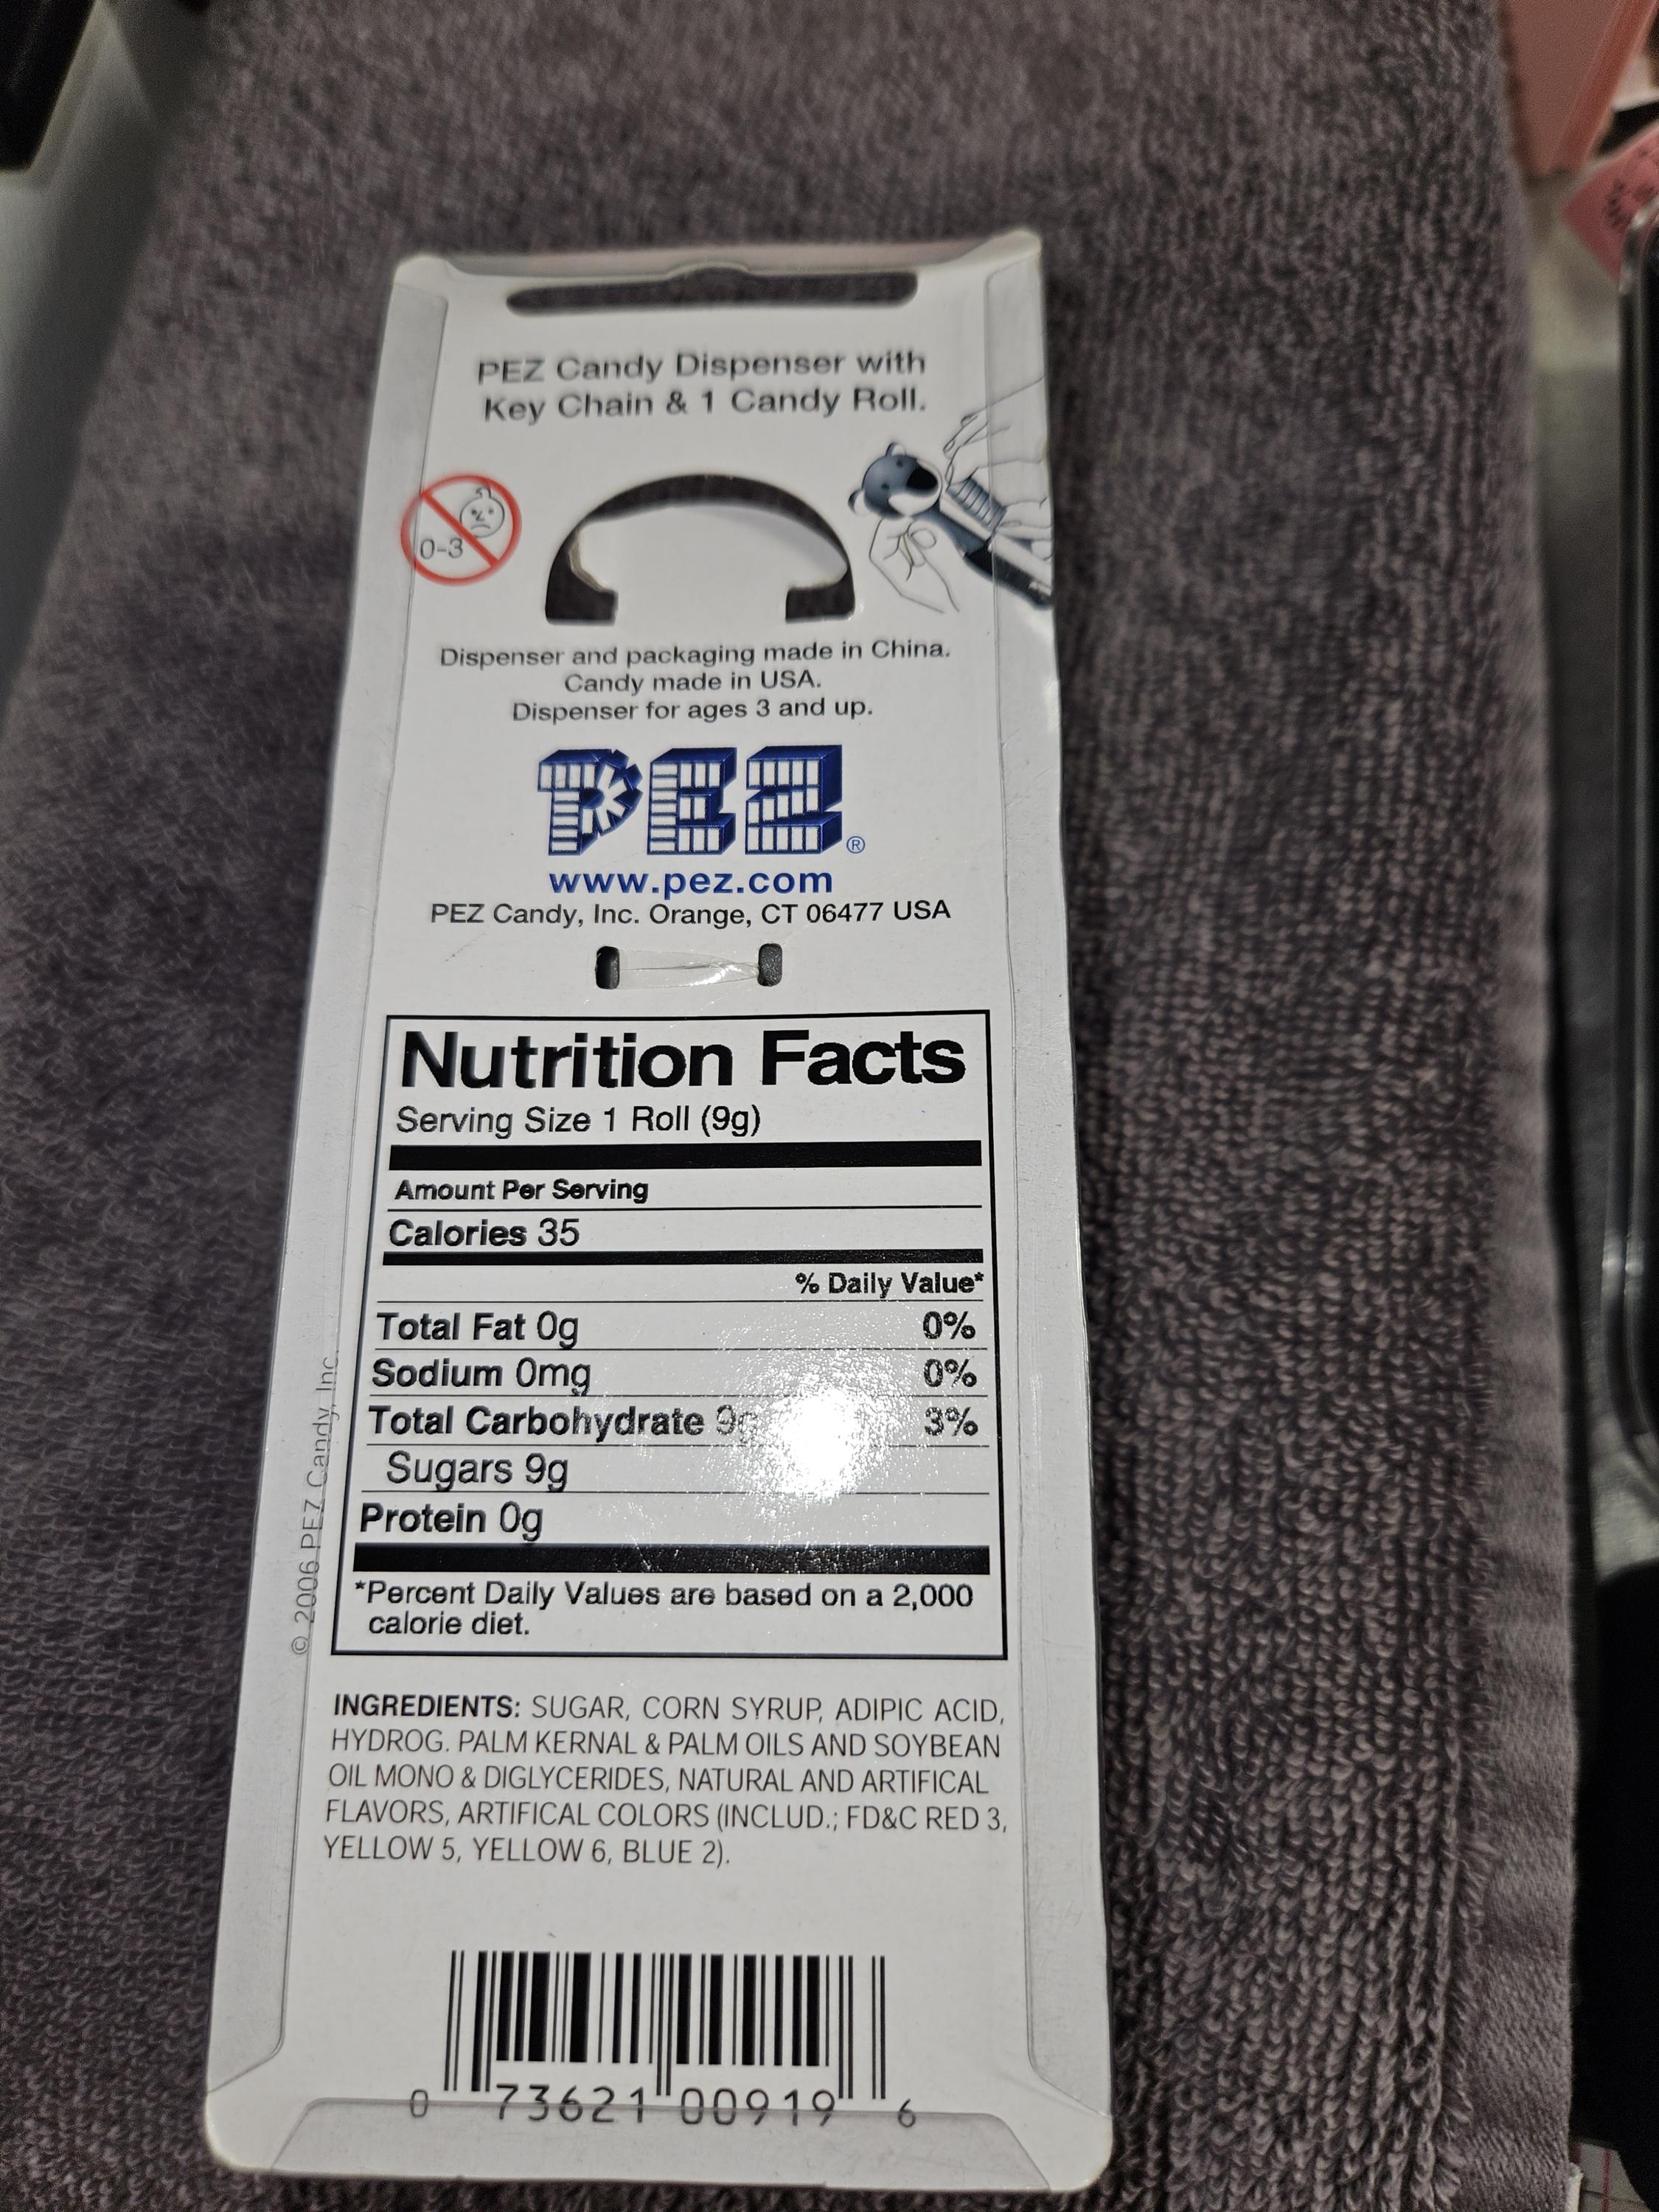 PEZ Candy Dispenser with
Key Chain & 1 Candy Roll.
0-3
Dispenser and packaging made in China.
Candy made in USA.
Dispenser for ages 3 and up.
PEZ®
www.pez.com
PEZ Candy, Inc. Orange, CT 06477 USA
Nutrition Facts
Serving Size 1 Roll (9g)
Amount Per Serving
Calories 35
% Daily Value*
Total Fat 0g 0%
Sodium 0mg 0%
Total Carbohydrate 9g 3%
Sugars 9g
Protein 0g
*Percent Daily Values are based on a 2,000
calorie diet.
© 2006 PEZ Candy, Inc.
INGREDIENTS: SUGAR, CORN SYRUP, ADIPIC ACID,
HYDROG. PALM KERNAL & PALM OILS AND SOYBEAN
OIL MONO & DIGLYCERIDES, NATURAL AND ARTIFICAL
FLAVORS, ARTIFICAL COLORS (INCLUD.; FD&C RED 3,
YELLOW 5, YELLOW 6, BLUE 2).
0 73621 00919 6